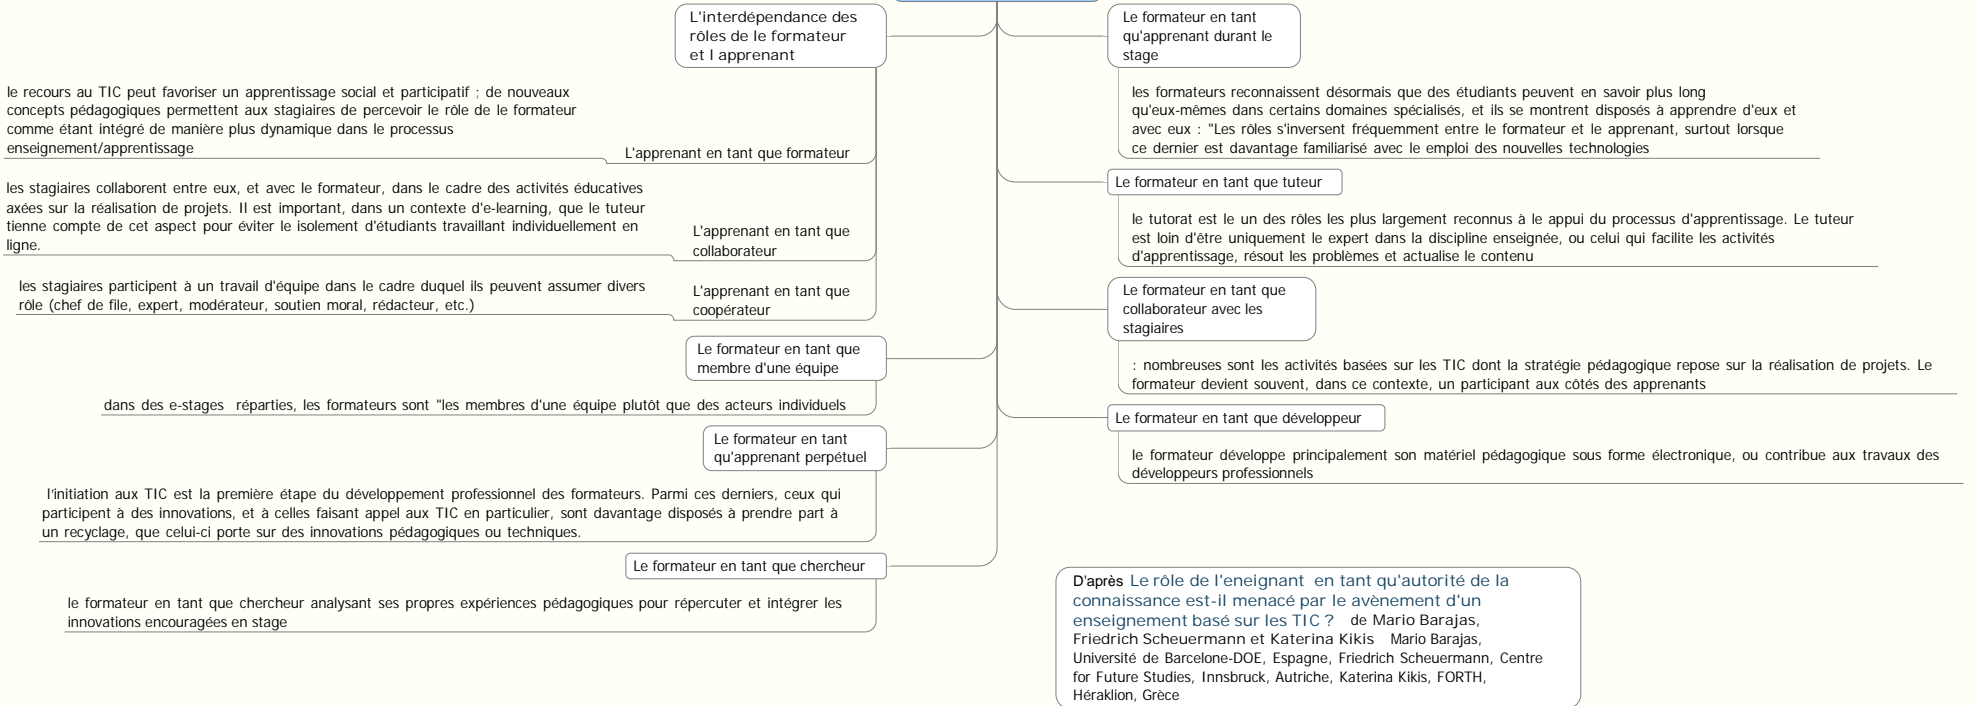 L'interdépendance des
rôles de le formateur
et l apprenant
le recours au TIC peut favoriser un apprentissage social et participatif ; de nouveaux
concepts pédagogiques permettent aux stagiaires de percevoir le rôle de le formateur
comme étant intégré de manière plus dynamique dans le processus
enseignement/apprentissage
L'apprenant en tant que formateur
les stagiaires collaborent entre eux, et avec le formateur, dans le cadre des activités éducatives
axées sur la réalisation de projets. Il est important, dans un contexte d'e-learning, que le tuteur
tienne compte de cet aspect pour éviter le isolement d'étudiants travaillant individuellement en
ligne.
L'apprenant en tant que
collaborateur
les stagiaires participent à un travail d'équipe dans le cadre duquel ils peuvent assumer divers
rôle (chef de file, expert, modérateur, soutien moral, rédacteur, etc.)
L'apprenant en tant que
coopérateur
Le formateur en tant que
membre d'une équipe
dans des e-stages réparties, les formateurs sont "les membres d'une équipe plutôt que des acteurs individuels
Le formateur en tant
qu'apprenant perpétuel
l'initiation aux TIC est la première étape du développement professionnel des formateurs. Parmi ces derniers, ceux qui
participent à des innovations, et à celles faisant appel aux TIC en particulier, sont davantage disposés à prendre part à
un recyclage, que celui-ci porte sur des innovations pédagogiques ou techniques.
Le formateur en tant que chercheur
le formateur en tant que chercheur analysant ses propres expériences pédagogiques pour répercuter et intégrer les
innovations encouragées en stage
Le formateur en tant
qu'apprenant durant le
stage
les formateurs reconnaissent désormais que des étudiants peuvent en savoir plus long
qu'eux-mêmes dans certains domaines spécialisés, et ils se montrent disposés à apprendre d'eux et
avec eux : "Les rôles s'inversent fréquemment entre le formateur et le apprenant, surtout lorsque
ce dernier est davantage familiarisé avec le emploi des nouvelles technologies
Le formateur en tant que tuteur
le tutorat est le un des rôles les plus largement reconnus à le appui du processus d'apprentissage. Le tuteur
est loin d'être uniquement le expert dans la discipline enseignée, ou celui qui facilite les activités
d'apprentissage, résout les problèmes et actualise le contenu
Le formateur en tant que
collaborateur avec les
stagiaires
: nombreuses sont les activités basées sur les TIC dont la stratégie pédagogique repose sur la réalisation de projets. Le
formateur devient souvent, dans ce contexte, un participant aux côtés des apprenants
Le formateur en tant que développeur
le formateur développe principalement son matériel pédagogique sous forme électronique, ou contribue aux travaux des
développeurs professionnels
D'après Le rôle de l'eneignant en tant qu'autorité de la
connaissance est-il menacé par le avènement d'un
enseignement basé sur les TIC ? de Mario Barajas,
Friedrich Scheuermann et Katerina Kikis Mario Barajas,
Université de Barcelone-DOE, Espagne, Friedrich Scheuermann, Centre
for Future Studies, Innsbruck, Autriche, Katerina Kikis, FORTH,
Héraklion, Grèce